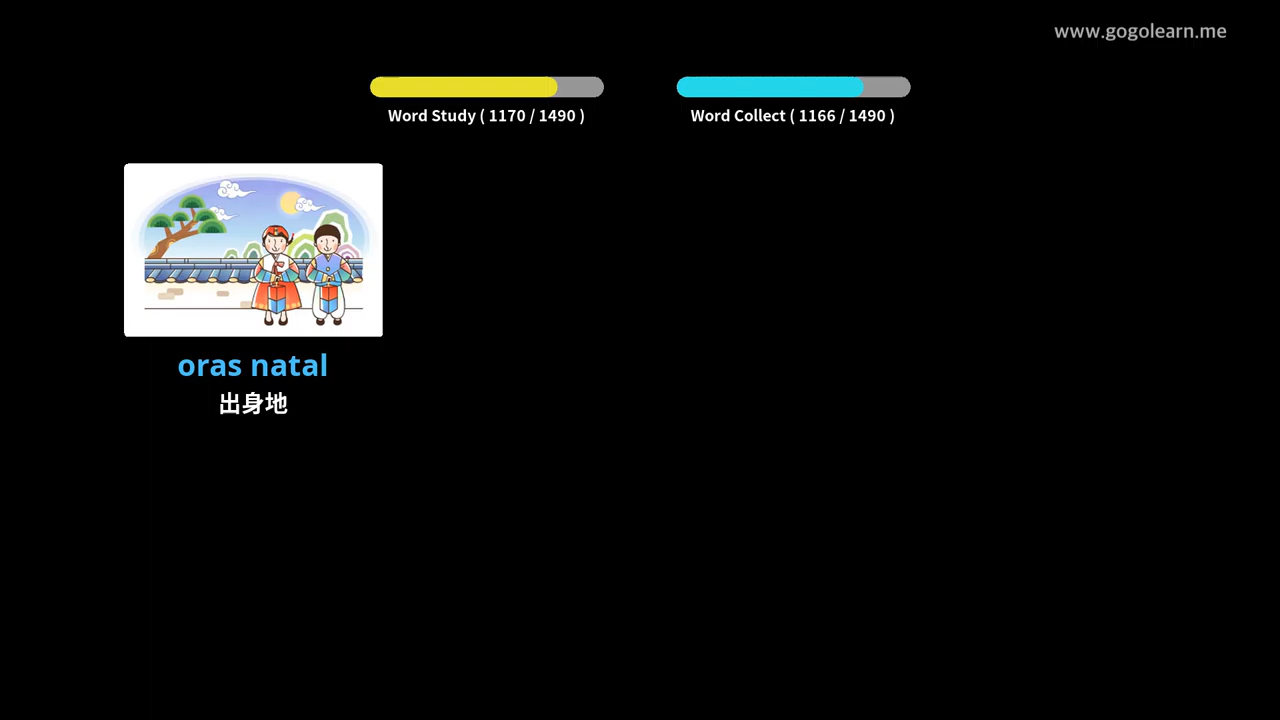 www.gogolearn.me
Word Study ( 1170 / 1490 )
Word Collect ( 1166 / 1490 )
oras natal
出身地